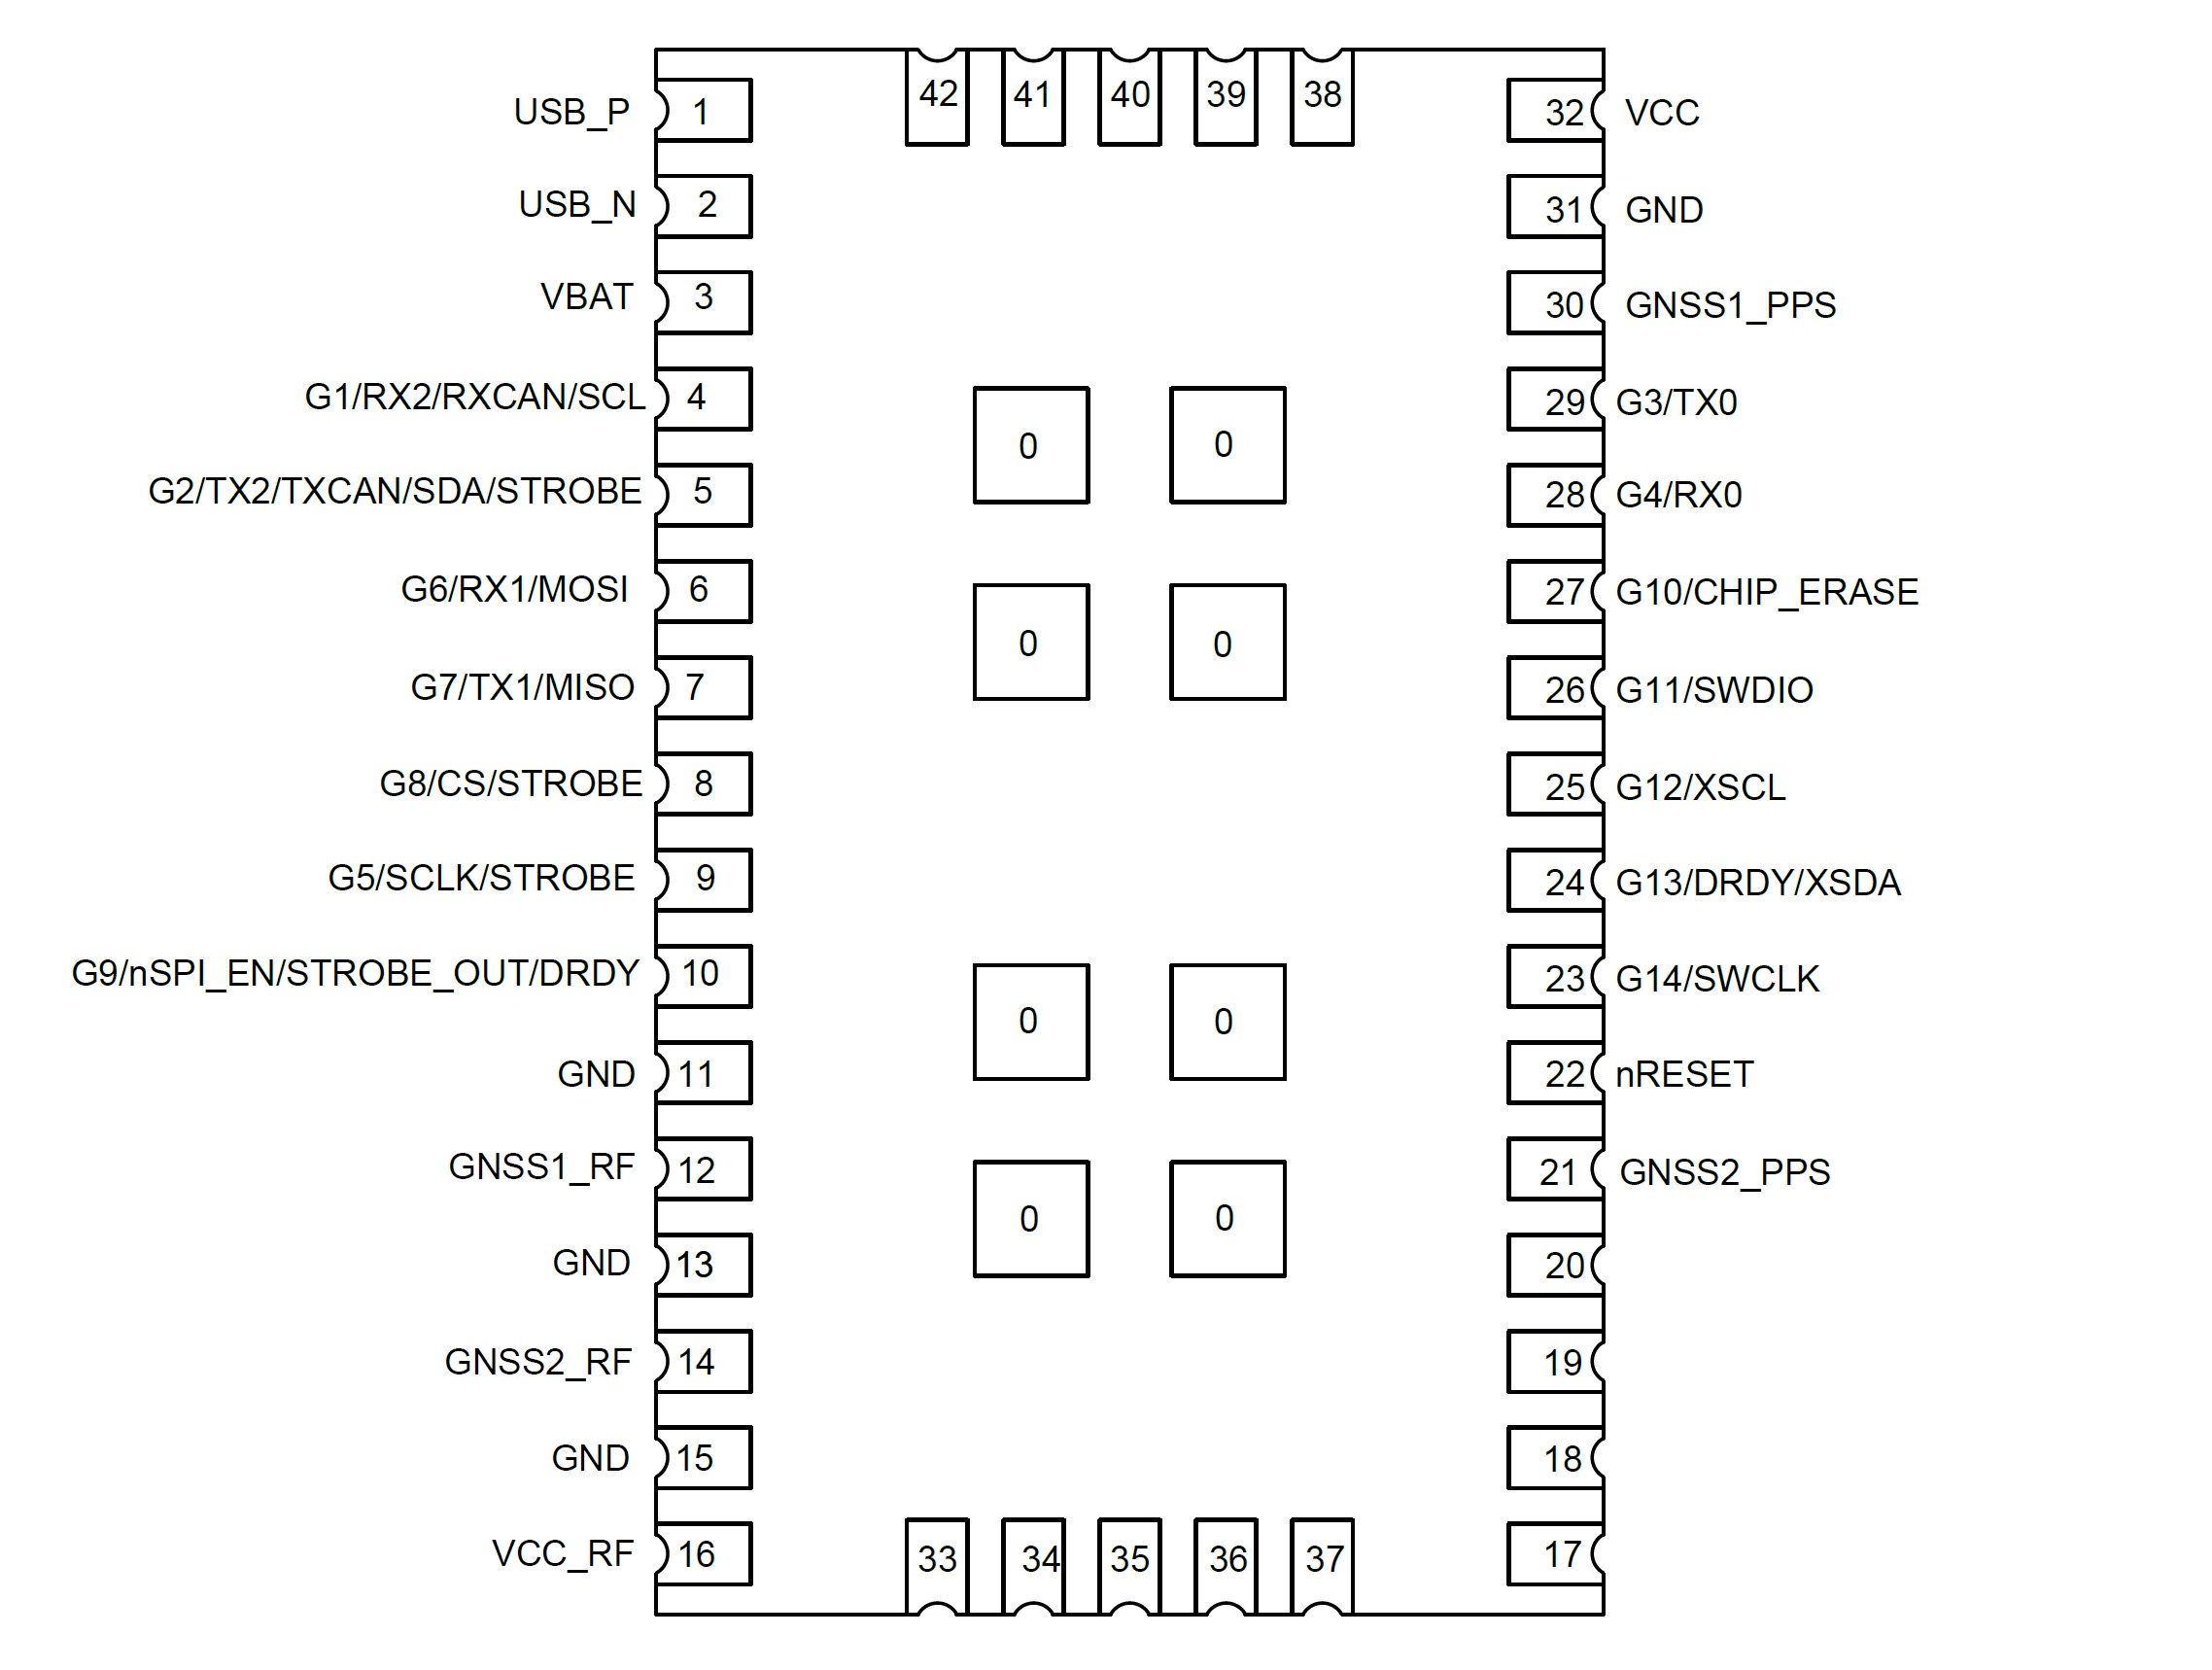 42 41 40 39 38
USB_P 1 32 VCC
USB_N 2 31 GND
VBAT 3 30 GNSS1_PPS
G1/RX2/RXCAN/SCL 4 29 G3/TX0
0 0
G2/TX2/TXCAN/SDA/STROBE 5 28 G4/RX0
G6/RX1/MOSI 6 27 G10/CHIP_ERASE
0 0
G7/TX1/MISO 7 26 G11/SWDIO
G8/CS/STROBE 8 25 G12/XSCL
G5/SCLK/STROBE 9 24 G13/DRDY/XSDA
G9/nSPI_EN/STROBE_OUT/DRDY 10 23 G14/SWCLK
0 0
GND 11 22 nRESET
GNSS1_RF 12 21 GNSS2_PPS
0 0
GND 13 20
GNSS2_RF 14 19
GND 15 18
VCC_RF 16 17
33 34 35 36 37